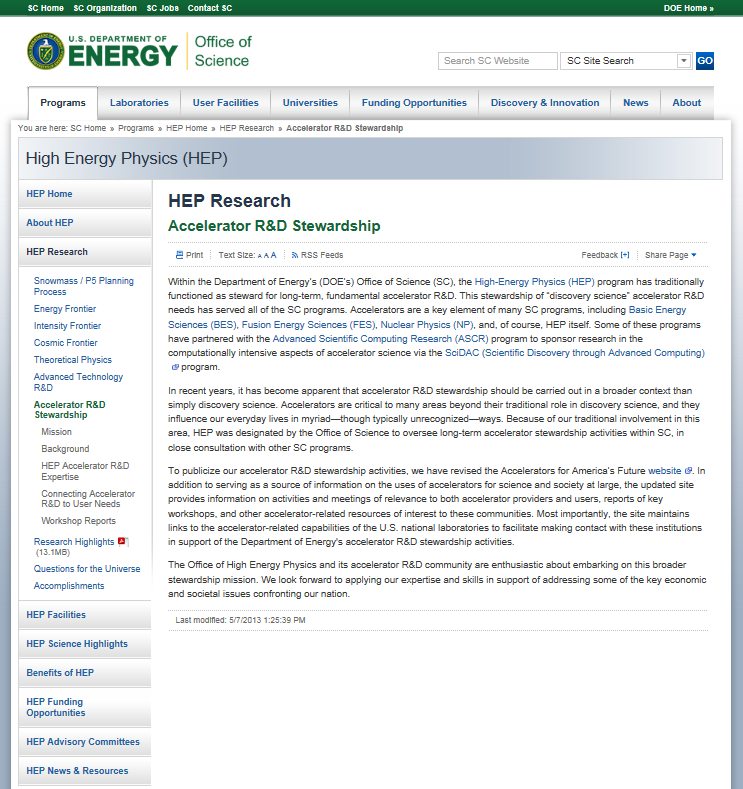 SC Home SC Organization SC Jobs Contact SC DOE Home »
U.S. DEPARTMENT OF
ENERGY
Office of
Science
Search SC Website SC Site Search GO
Programs Laboratories User Facilities Universities Funding Opportunities Discovery & Innovation News About
You are here: SC Home » Programs » HEP Home » HEP Research » Accelerator R&D Stewardship
High Energy Physics (HEP)
HEP Home
About HEP
HEP Research
Snowmass / P5 Planning
Process
Energy Frontier
Intensity Frontier
Cosmic Frontier
Theoretical Physics
Advanced Technology
R&D
Accelerator R&D
Stewardship
Mission
Background
HEP Accelerator R&D
Expertise
Connecting Accelerator
R&D to User Needs
Workshop Reports
Research Highlights
(13.1MB)
Questions for the Universe
Accomplishments
HEP Facilities
HEP Science Highlights
Benefits of HEP
HEP Funding
Opportunities
HEP Advisory Committees
HEP News & Resources
HEP Research
Accelerator R&D Stewardship
Print Text Size: A A A RSS Feeds Feedback [+] Share Page
Within the Department of Energy's (DOE's) Office of Science (SC), the High-Energy Physics (HEP) program has traditionally
functioned as steward for long-term, fundamental accelerator R&D. This stewardship of "discovery science" accelerator R&D
needs has served all of the SC programs. Accelerators are a key element of many SC programs, including Basic Energy
Sciences (BES), Fusion Energy Sciences (FES), Nuclear Physics (NP), and, of course, HEP itself. Some of these programs
have partnered with the Advanced Scientific Computing Research (ASCR) program to sponsor research in the
computationally intensive aspects of accelerator science via the SciDAC (Scientific Discovery through Advanced Computing)
program.
In recent years, it has become apparent that accelerator R&D stewardship should be carried out in a broader context than
simply discovery science. Accelerators are critical to many areas beyond their traditional role in discovery science, and they
influence our everyday lives in myriad—though typically unrecognized—ways. Because of our traditional involvement in this
area, HEP was designated by the Office of Science to oversee long-term accelerator stewardship activities within SC, in
close consultation with other SC programs.
To publicize our accelerator R&D stewardship activities, we have revised the Accelerators for America's Future website. In
addition to serving as a source of information on the uses of accelerators for science and society at large, the updated site
provides information on activities and meetings of relevance to both accelerator providers and users, reports of key
workshops, and other accelerator-related resources of interest to these communities. Most importantly, the site maintains
links to the accelerator-related capabilities of the U.S. national laboratories to facilitate making contact with these institutions
in support of the Department of Energy's accelerator R&D stewardship activities.
The Office of High Energy Physics and its accelerator R&D community are enthusiastic about embarking on this broader
stewardship mission. We look forward to applying our expertise and skills in support of addressing some of the key economic
and societal issues confronting our nation.
Last modified: 5/7/2013 1:25:39 PM